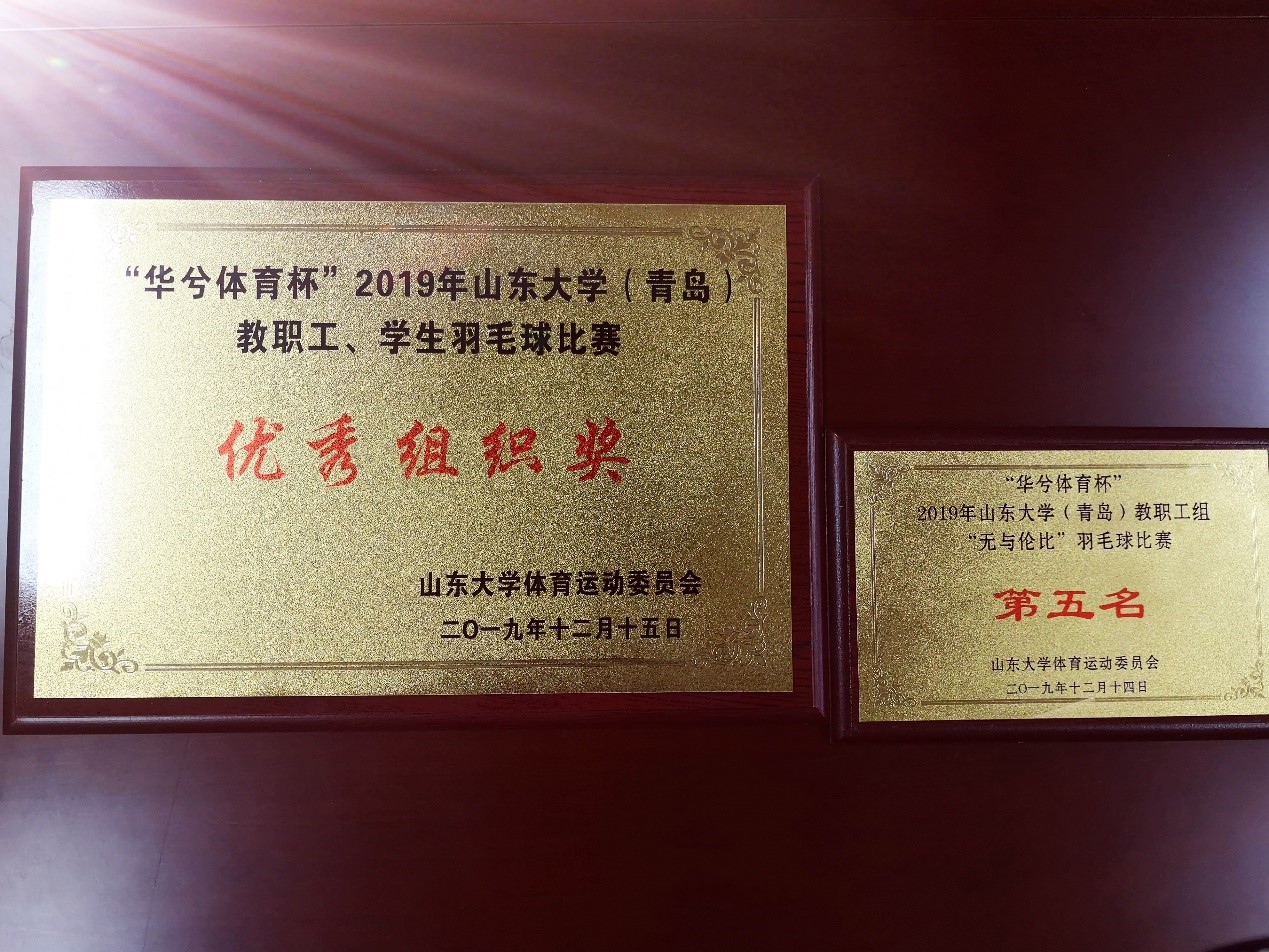 “华兮体育杯”2019年山东大学（青岛）
教职工、学生羽毛球比赛
优秀组织奖
山东大学体育运动委员会
二〇一九年十二月十五日
“华兮体育杯”
2019年山东大学（青岛）教职工组
“无与伦比”羽毛球比赛
第五名
山东大学体育运动委员会
二〇一九年十二月十四日